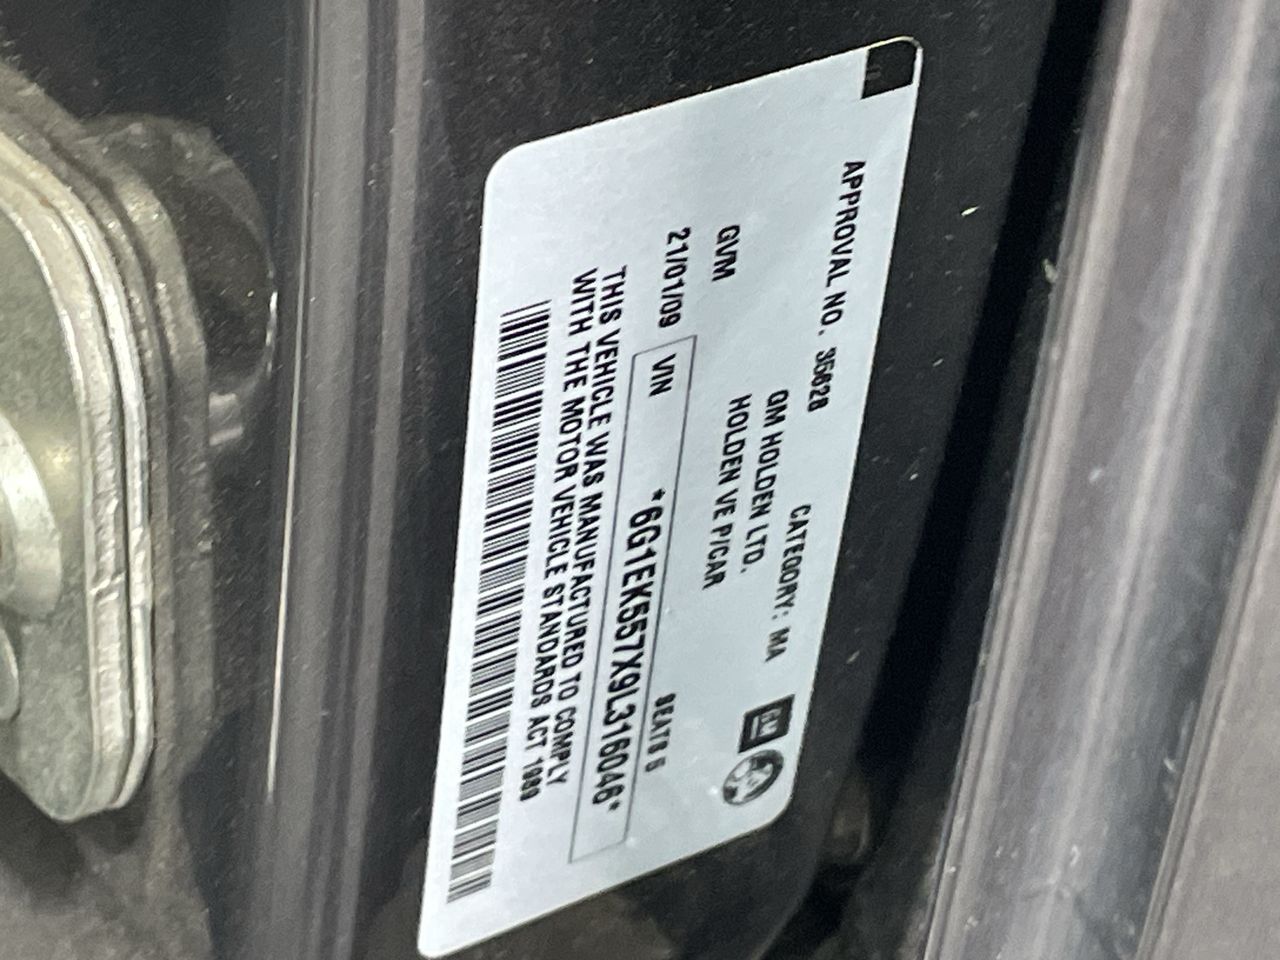 APPROVAL NO. 35628 CATEGORY: MA
GM HOLDEN LTD.
HOLDEN VE P/CAR
GVM SEATS 5
21/01/09 VIN *6G1EK557X9L316046*
THIS VEHICLE WAS MANUFACTURED TO COMPLY
WITH THE MOTOR VEHICLE STANDARDS ACT 1989
GM